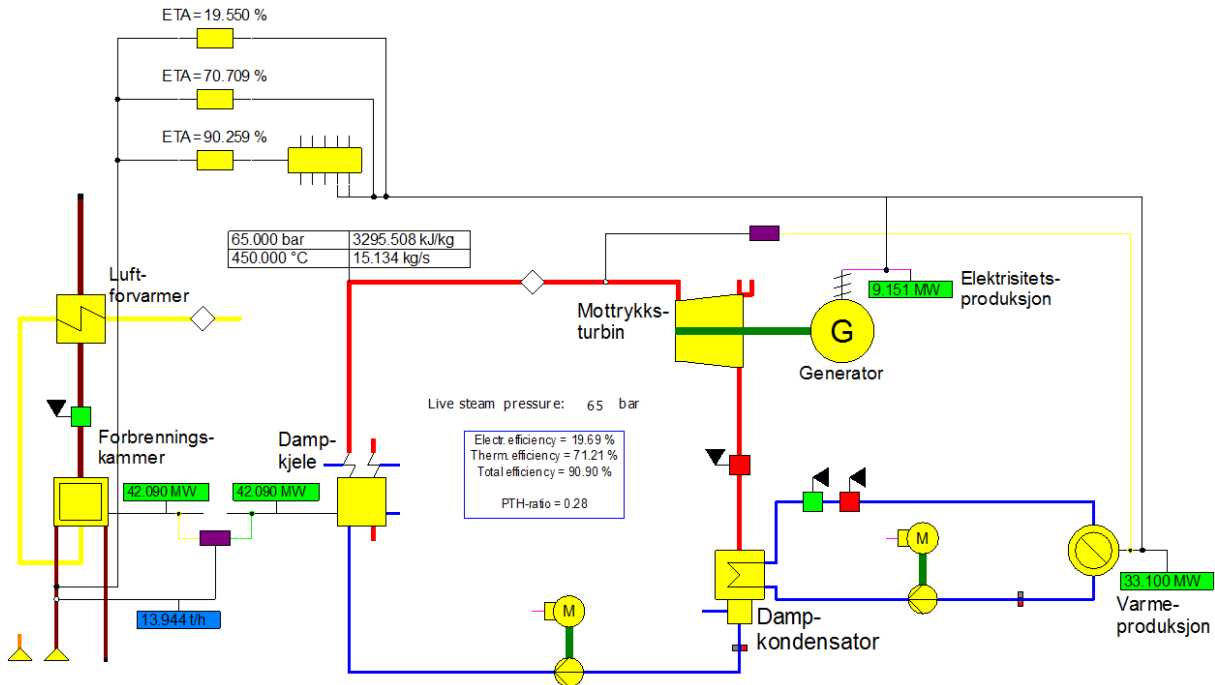 ETA = 19.550 %
ETA = 70.709 %
ETA = 90.259 %
65.000 bar 3295.508 kJ/kg
450.000 °C 15.134 kg/s
Luft-
forvarmer
Mottrykks-
turbin
G
Generator
9.151 MW
Elektrisitets-
produksjon
Live steam pressure: 65 bar
Electr. efficiency = 19.69 %
Therm. efficiency = 71.21 %
Total efficiency = 90.90 %
PTH-ratio = 0.28
Forbrennings-
kammer
Damp-
kjele
42.090 MW
42.090 MW
13.944 t/h
M
M
Damp-
kondensator
33.100 MW
Varme-
produksjon